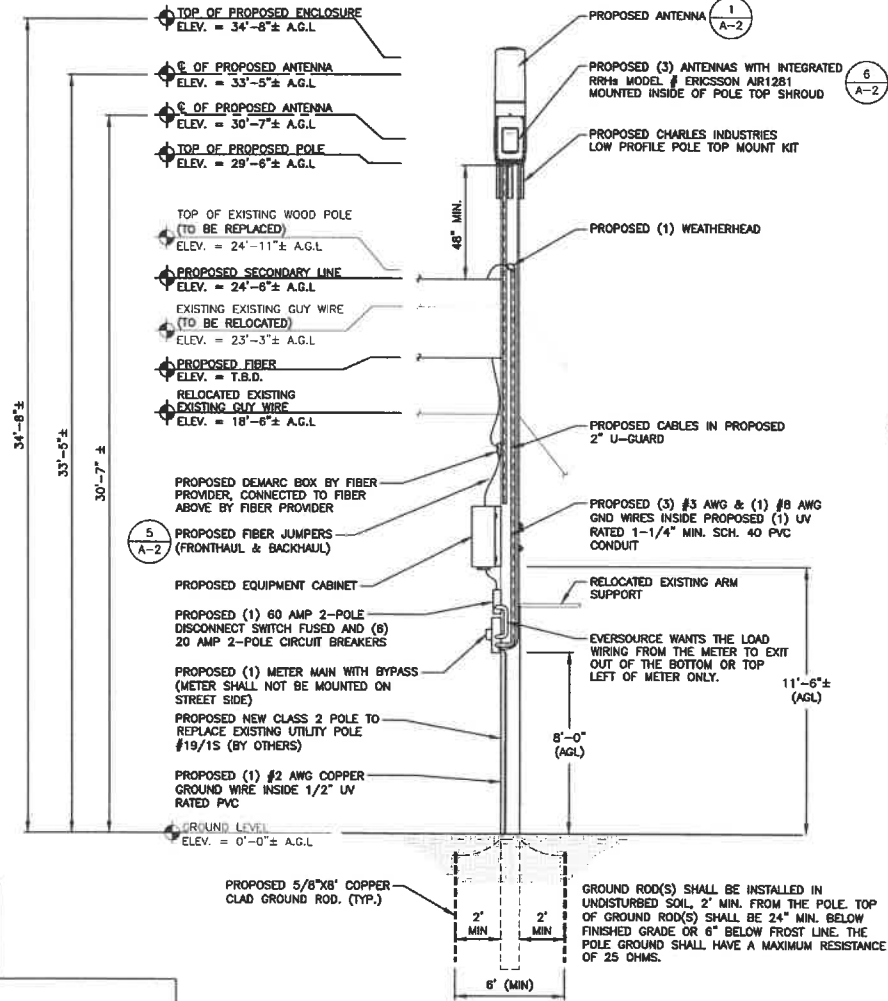 TOP OF PROPOSED ENCLOSURE
ELEV. = 34'-8"± A.G.L
℄ OF PROPOSED ANTENNA
ELEV. = 33'-5"± A.G.L
℄ OF PROPOSED ANTENNA
ELEV. = 30'-7"± A.G.L
TOP OF PROPOSED POLE
ELEV. = 29'-6"± A.G.L
TOP OF EXISTING WOOD POLE
(TO BE REPLACED)
ELEV. = 24'-11"± A.G.L
PROPOSED SECONDARY LINE
ELEV. = 24'-6"± A.G.L
EXISTING EXISTING GUY WIRE
(TO BE RELOCATED)
ELEV. = 23'-3"± A.G.L
PROPOSED FIBER
ELEV. = T.B.D.
RELOCATED EXISTING
EXISTING GUY WIRE
ELEV. = 18'-6"± A.G.L
34'-8"±
33'-5"±
30'-7" ±
PROPOSED DEMARC BOX BY FIBER
PROVIDER, CONNECTED TO FIBER
ABOVE BY FIBER PROVIDER
5
A-2
PROPOSED FIBER JUMPERS
(FRONTHAUL & BACKHAUL)
PROPOSED EQUIPMENT CABINET
PROPOSED (1) 60 AMP 2-POLE
DISCONNECT SWITCH FUSED AND (6)
20 AMP 2-POLE CIRCUIT BREAKERS
PROPOSED (1) METER MAIN WITH BYPASS
(METER SHALL NOT BE MOUNTED ON
STREET SIDE)
PROPOSED NEW CLASS 2 POLE TO
REPLACE EXISTING UTILITY POLE
#19/1S (BY OTHERS)
PROPOSED (1) #2 AWG COPPER
GROUND WIRE INSIDE 1/2" UV
RATED PVC
GROUND LEVEL
ELEV. = 0'-0"± A.G.L
PROPOSED 5/8"X8' COPPER
CLAD GROUND ROD. (TYP.)
48" MIN.
PROPOSED ANTENNA
1
A-2
PROPOSED (3) ANTENNAS WITH INTEGRATED
RRHs MODEL # ERICSSON AIR1281
MOUNTED INSIDE OF POLE TOP SHROUD
6
A-2
PROPOSED CHARLES INDUSTRIES
LOW PROFILE POLE TOP MOUNT KIT
PROPOSED (1) WEATHERHEAD
PROPOSED CABLES IN PROPOSED
2" U-GUARD
PROPOSED (3) #3 AWG & (1) #8 AWG
GND WIRES INSIDE PROPOSED (1) UV
RATED 1-1/4" MIN. SCH. 40 PVC
CONDUIT
RELOCATED EXISTING ARM
SUPPORT
EVERSOURCE WANTS THE LOAD
WIRING FROM THE METER TO EXIT
OUT OF THE BOTTOM OR TOP
LEFT OF METER ONLY.
11'-6"±
(AGL)
8'-0"
(AGL)
2'
MIN
2'
MIN
6' (MIN)
GROUND ROD(S) SHALL BE INSTALLED IN
UNDISTURBED SOIL, 2' MIN. FROM THE POLE. TOP
OF GROUND ROD(S) SHALL BE 24" MIN. BELOW
FINISHED GRADE OR 6" BELOW FROST LINE. THE
POLE GROUND SHALL HAVE A MAXIMUM RESISTANCE
OF 25 OHMS.